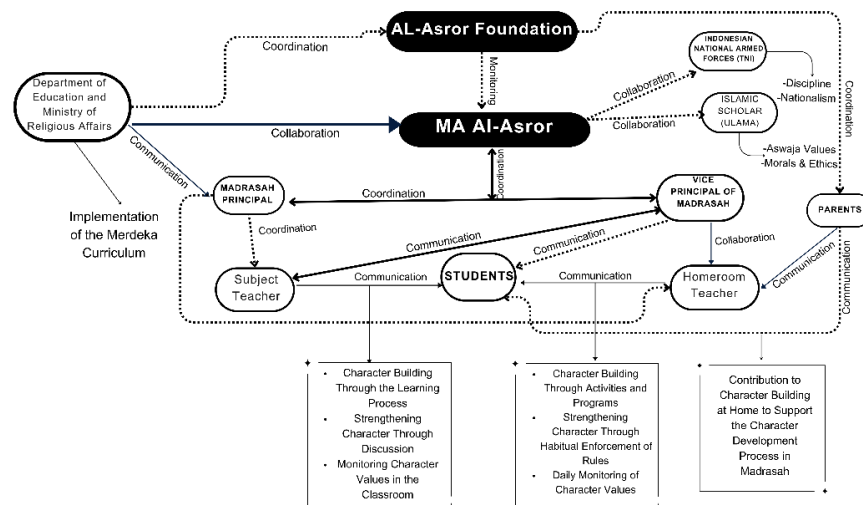 AL-Asror Foundation
Coordination
Monitoring
INDONESIAN
NATIONAL ARMED
FORCES (TNI)
-Discipline
-Nationalism
Collaboration
Department of
Education and
Ministry of
Religious Affairs
Collaboration
MA Al-Asror
Collaboration
ISLAMIC
SCHOLAR
(ULAMA)
-Aswaja Values
-Morals & Ethics
Coordination
Communication
Implementation
of the Merdeka
Curriculum
MADRASAH
PRINCIPAL
Coordination
Coordination
VICE
PRINCIPAL OF
MADRASAH
PARENTS
Coordination
Communication
Communication
Collaboration
Communication
Communication
Subject
Teacher
Communication
STUDENTS
Communication
Homeroom
Teacher
• Character Building
Through the Learning
Process
• Strengthening
Character Through
Discussion
• Monitoring Character
Values in the
Classroom
• Character Building
Through Activities and
Programs
• Strengthening
Character Through
Habitual Enforcement of
Rules
• Daily Monitoring of
Character Values
Contribution to
Character Building
at Home to Support
the Character
Development
Process in
Madrasah